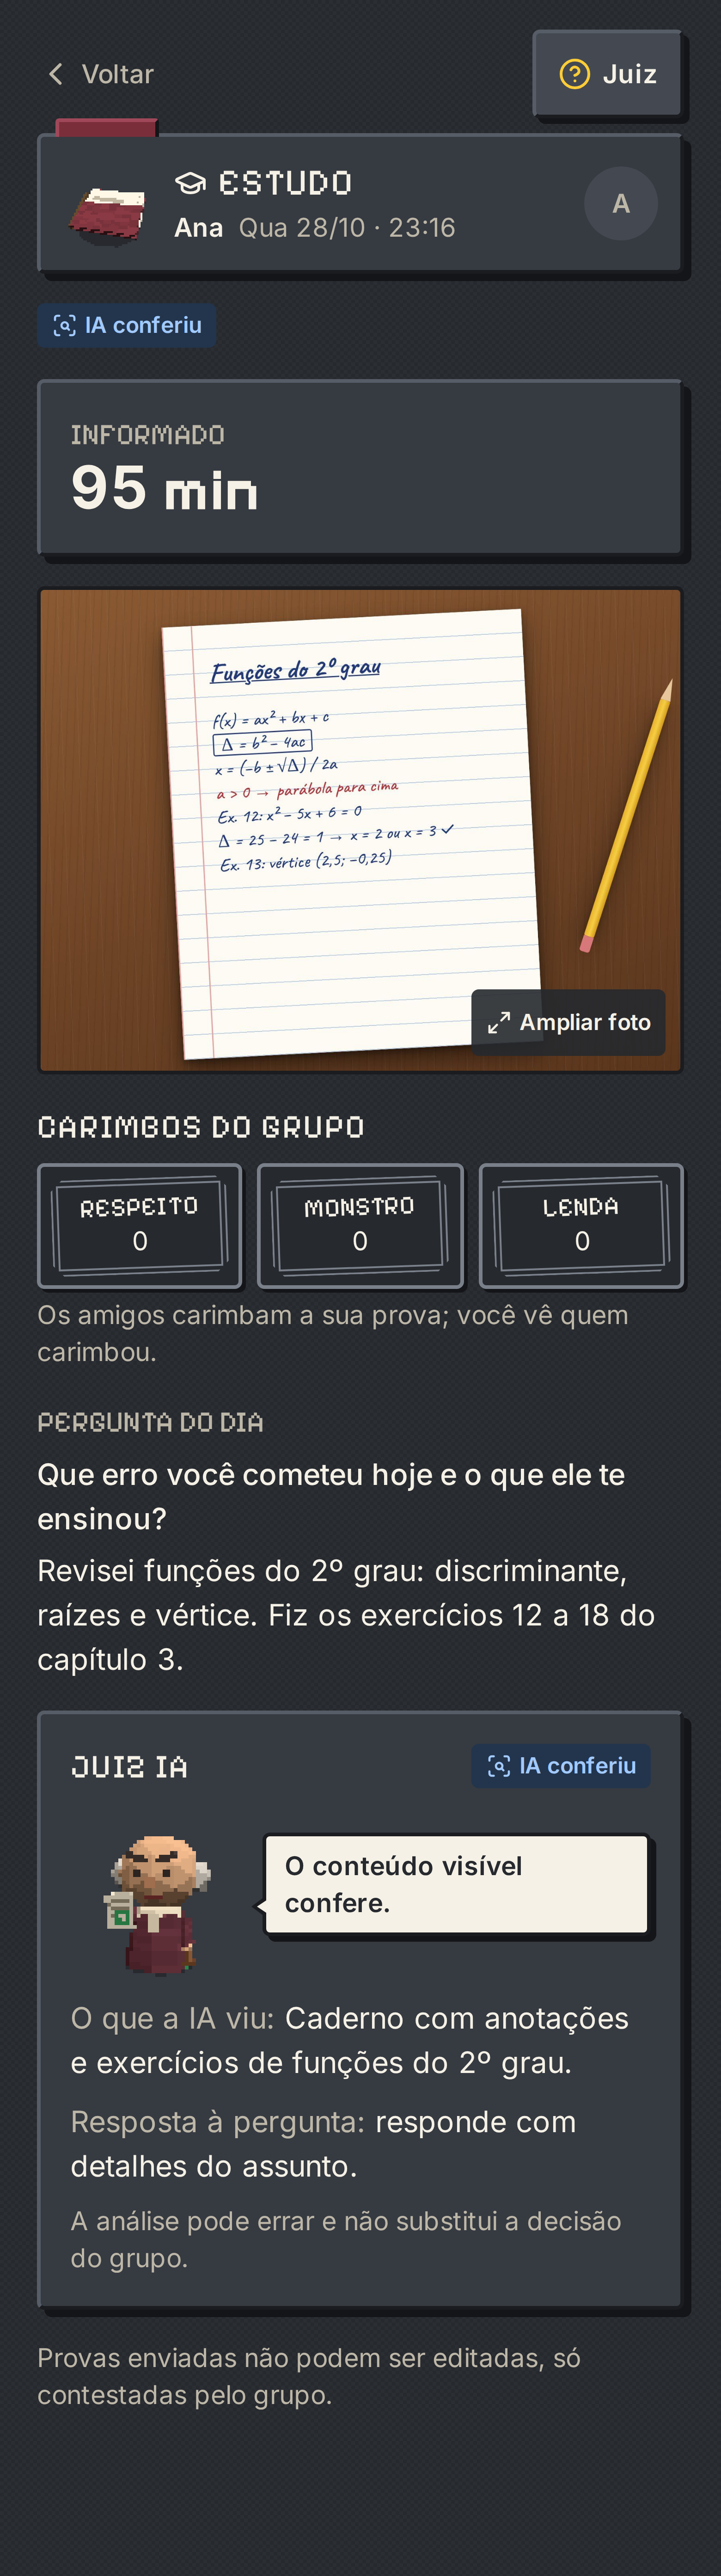 Voltar
Juiz
ESTUDO
Ana Qua 28/10 · 23:16
A
IA conferiu
INFORMADO
95 min
Funções do 2º grau
f(x) = ax² + bx + c
Δ = b² – 4ac
x = (–b ± √Δ) / 2a
a > 0 → parábola para cima
Ex. 12: x² – 5x + 6 = 0
Δ = 25 – 24 = 1 → x = 2 ou x = 3 ✓
Ex. 13: vértice (2,5; –0,25)
Ampliar foto
CARIMBOS DO GRUPO
RESPEITO
0
MONSTRO
0
LENDA
0
Os amigos carimbam a sua prova; você vê quem
carimbou.
PERGUNTA DO DIA
Que erro você cometeu hoje e o que ele te
ensinou?
Revisei funções do 2º grau: discriminante,
raízes e vértice. Fiz os exercícios 12 a 18 do
capítulo 3.
JUIZ IA
IA conferiu
O conteúdo visível
confere.
O que a IA viu: Caderno com anotações
e exercícios de funções do 2º grau.
Resposta à pergunta: responde com
detalhes do assunto.
A análise pode errar e não substitui a decisão
do grupo.
Provas enviadas não podem ser editadas, só
contestadas pelo grupo.